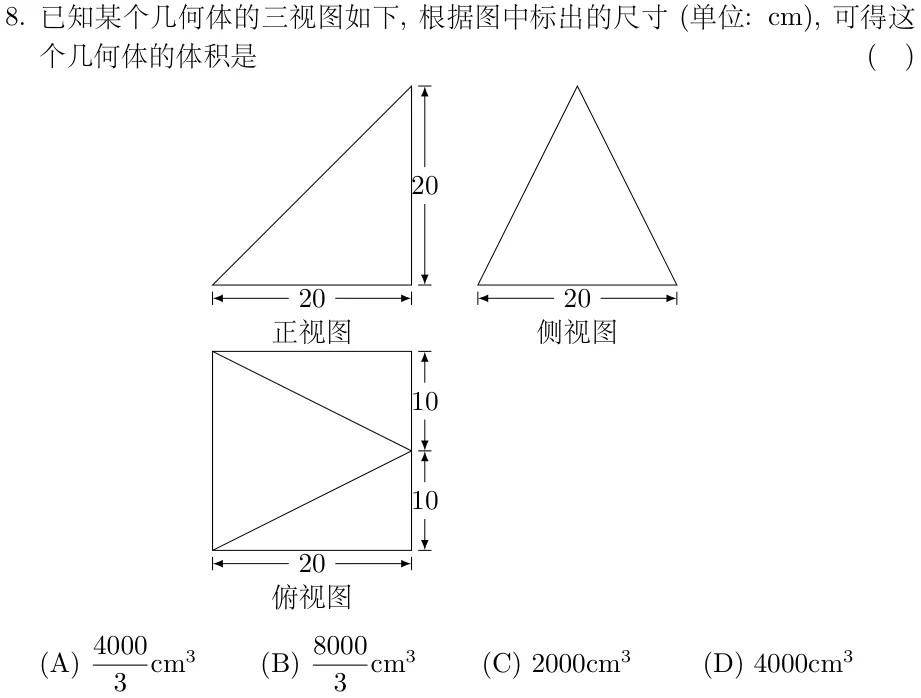 8. 已知某个几何体的三视图如下, 根据图中标出的尺寸 (单位: cm), 可得这
个几何体的体积是 ( )
20
20
20
正视图
侧视图
10
10
20
俯视图
(A) 4000/3 cm³ (B) 8000/3 cm³ (C) 2000cm³ (D) 4000cm³